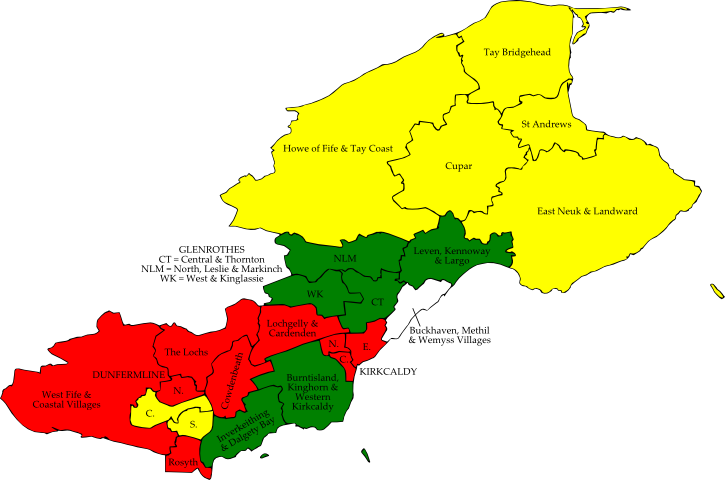 Tay Bridgehead
St Andrews
Howe of Fife & Tay Coast
Cupar
East Neuk & Landward
GLENROTHES
CT = Central & Thornton
NLM = North, Leslie & Markinch
WK = West & Kinglassie
NLM
Leven, Kennoway
& Largo
WK
CT
Buckhaven, Methil
& Wemyss Villages
Lochgelly &
Cardenden
N.
E.
C.
KIRKCALDY
The Lochs
Cowdenbeath
DUNFERMLINE
N.
Burntisland,
Kinghorn &
Western
Kirkcaldy
West Fife &
Coastal Villages
C.
S.
Inverkeithing
& Dalgety Bay
Rosyth